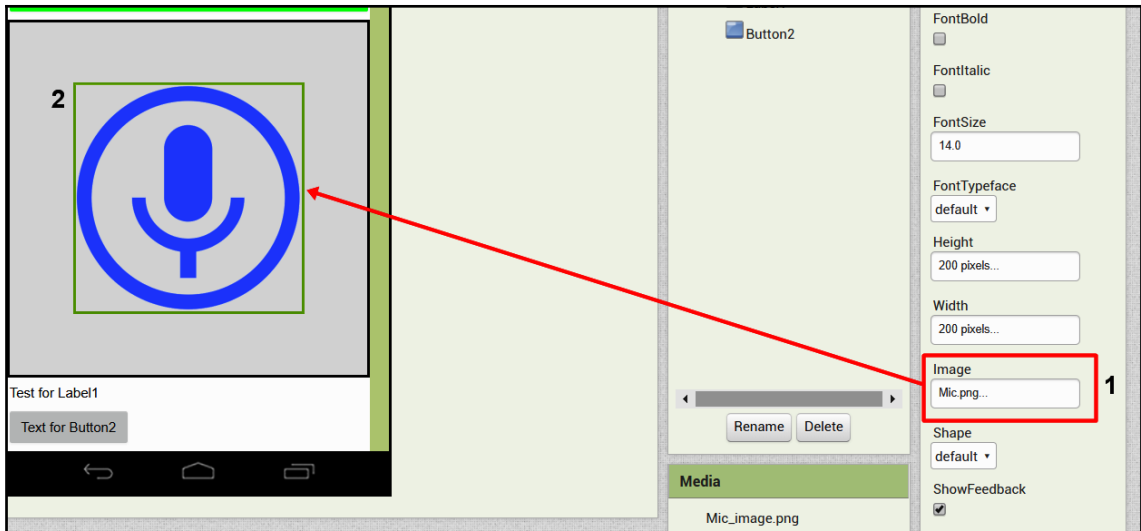 2
Test for Label1
Text for Button2
Button2
Rename
Delete
Media
Mic_image.png
FontBold
FontItalic
FontSize
14.0
FontTypeface
default
Height
200 pixels...
Width
200 pixels...
Image
Mic.png...
1
Shape
default
ShowFeedback